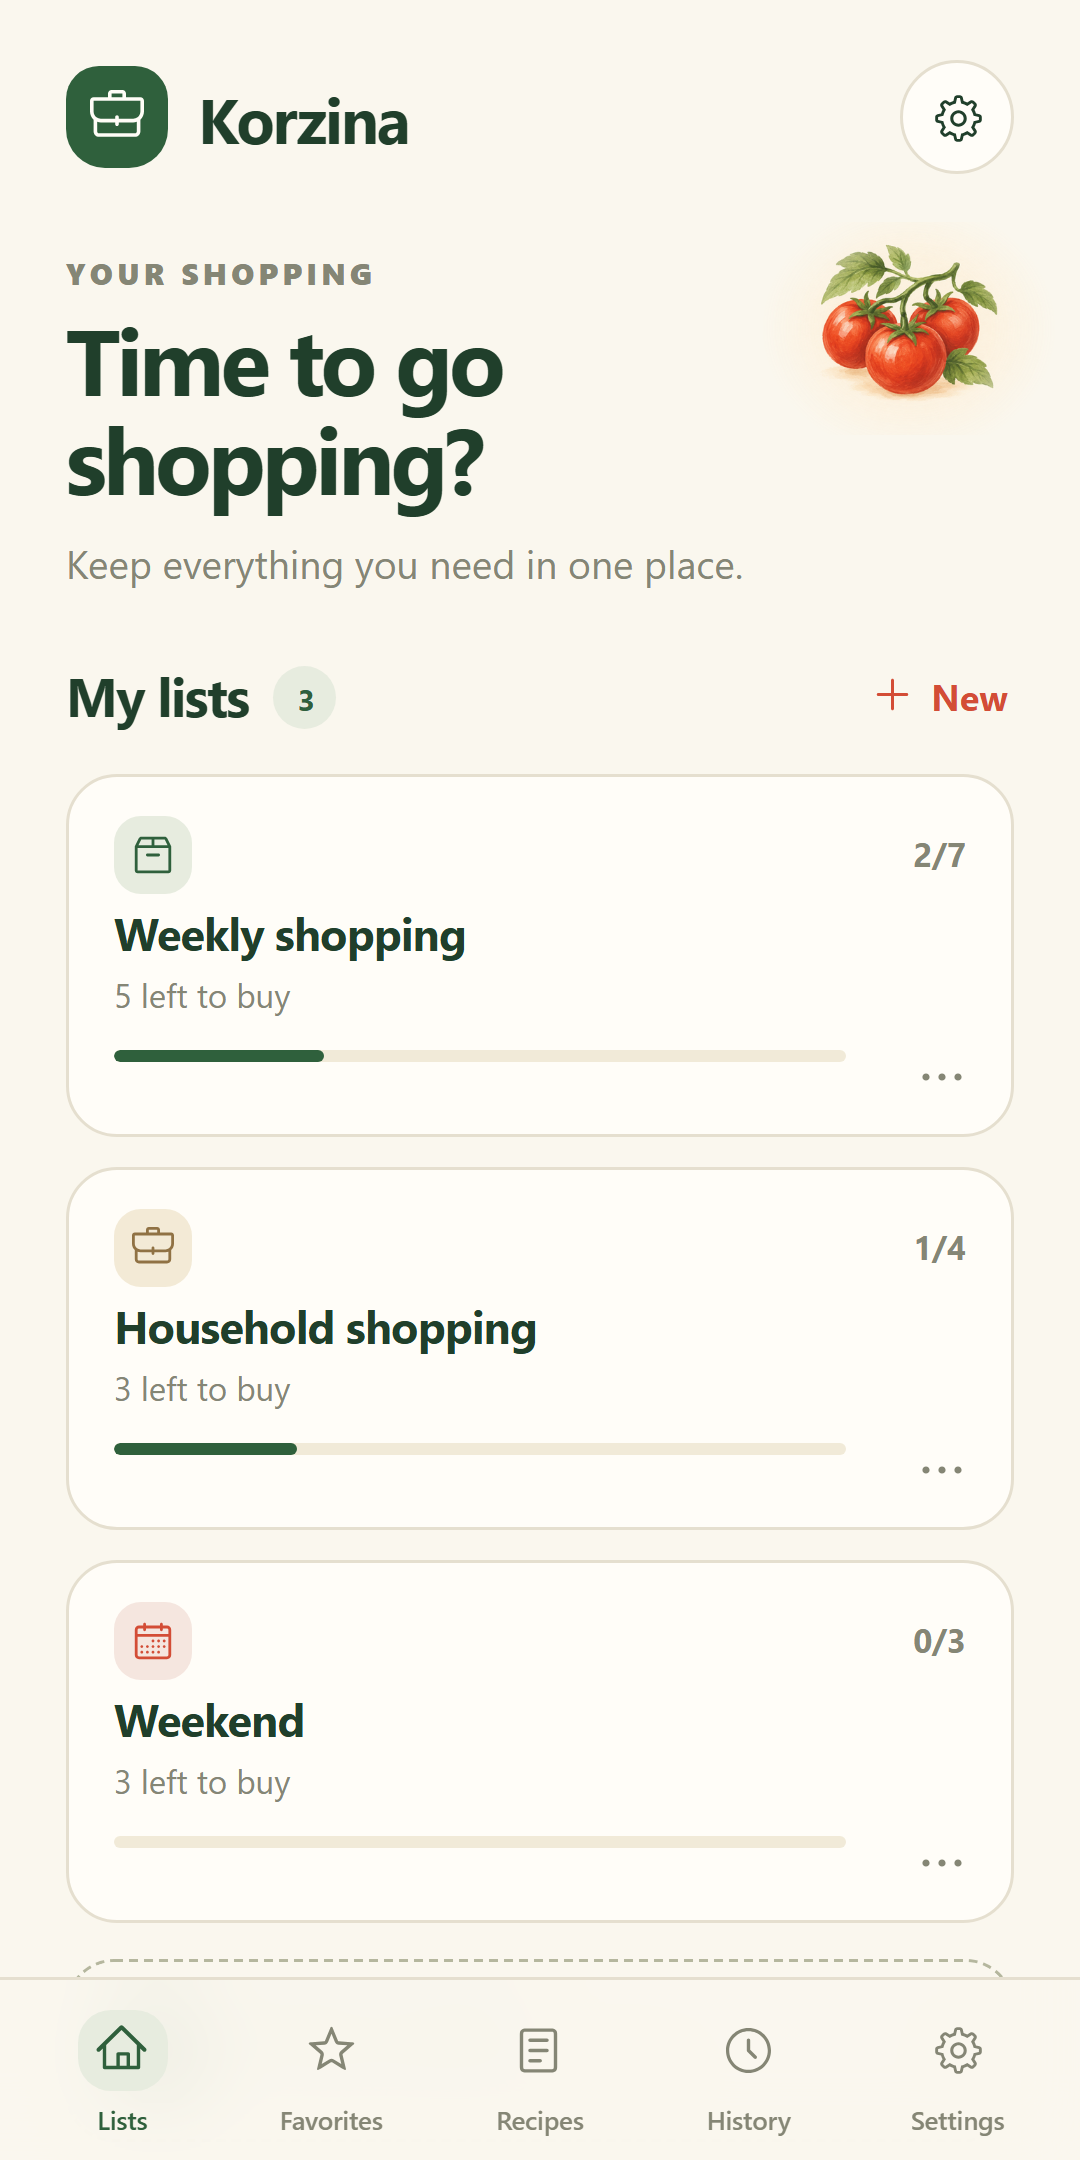 Korzina
YOUR SHOPPING
Time to go
shopping?
Keep everything you need in one place.
My lists 3
New
2/7
Weekly shopping
5 left to buy
1/4
Household shopping
3 left to buy
0/3
Weekend
3 left to buy
Lists
Favorites
Recipes
History
Settings